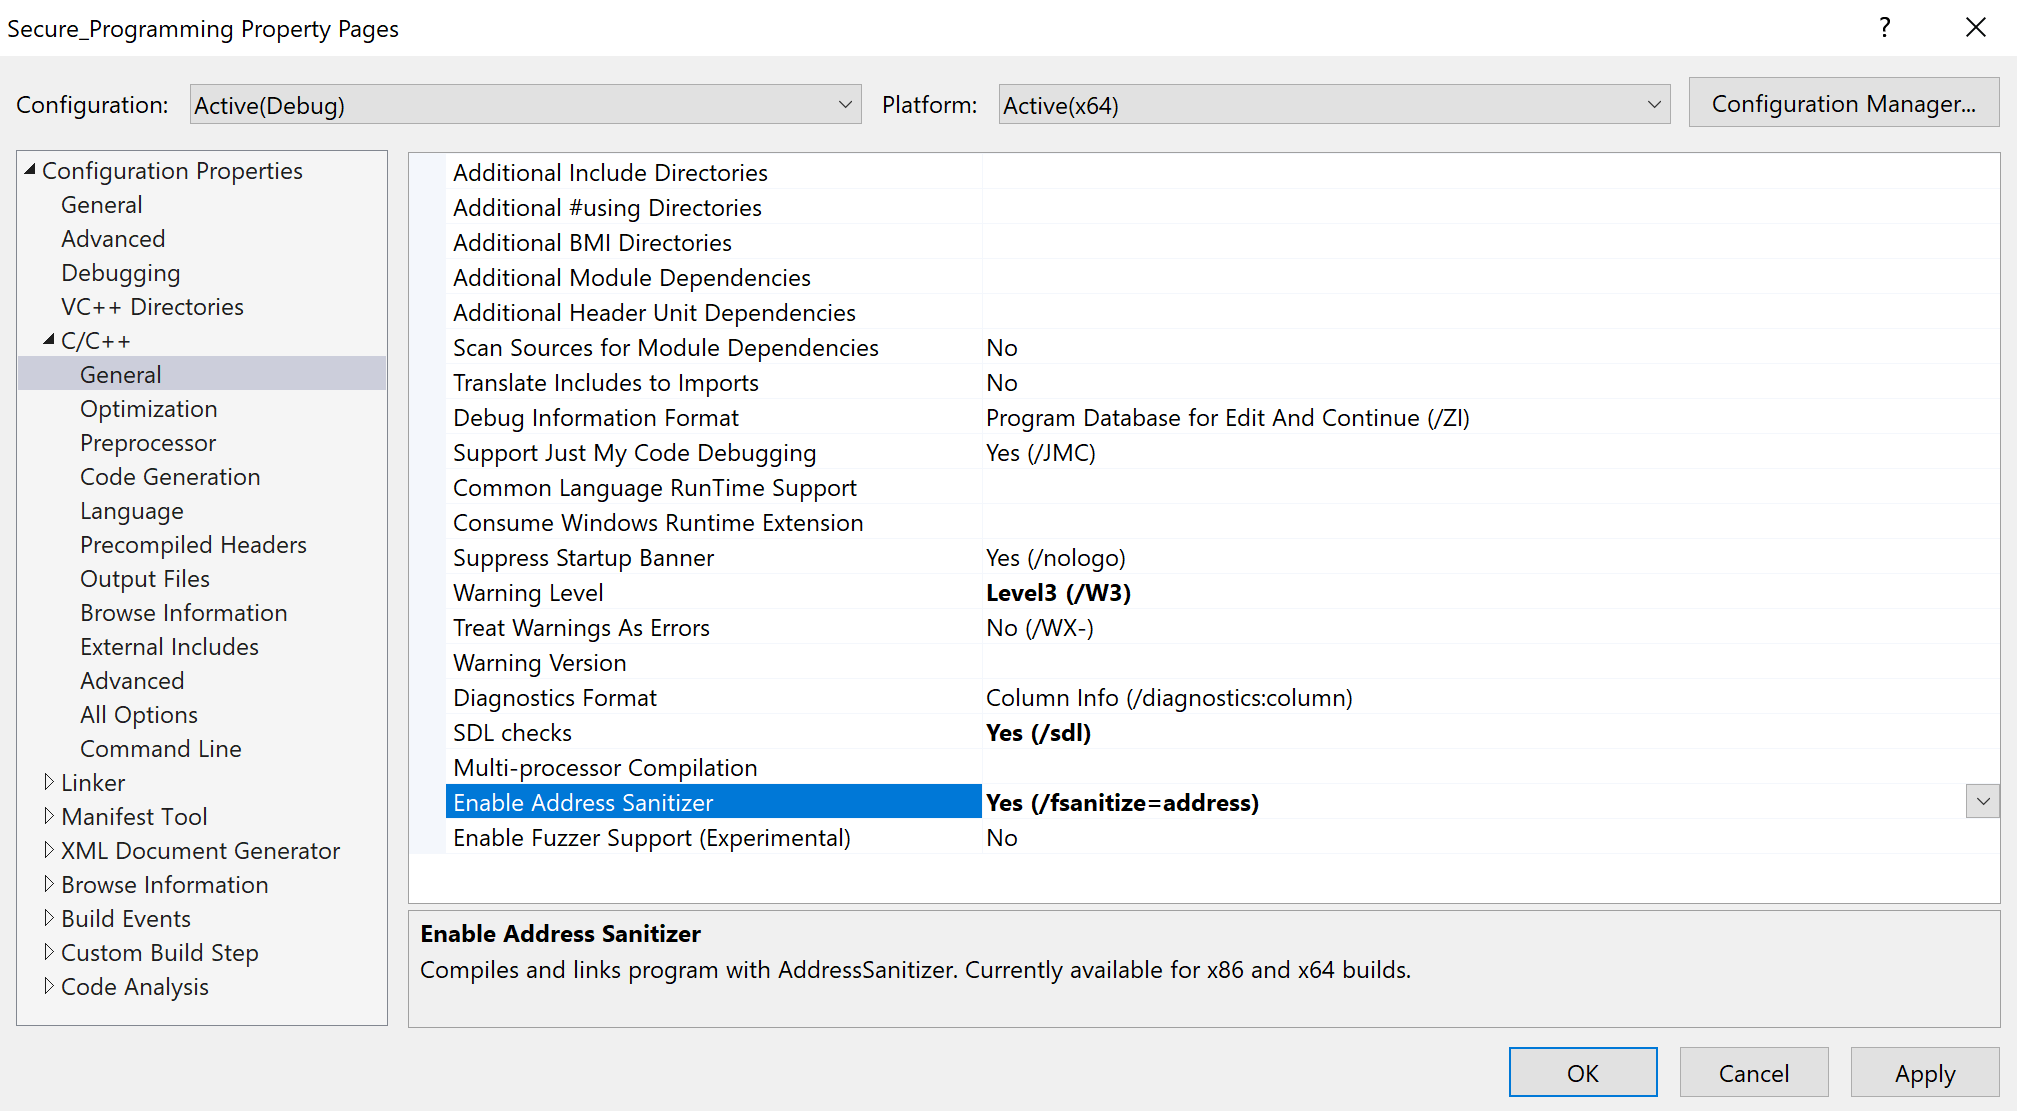 Secure_Programming Property Pages
?
Configuration: Active(Debug) Platform: Active(x64) Configuration Manager...
Configuration Properties
General
Advanced
Debugging
VC++ Directories
C/C++
General
Optimization
Preprocessor
Code Generation
Language
Precompiled Headers
Output Files
Browse Information
External Includes
Advanced
All Options
Command Line
Linker
Manifest Tool
XML Document Generator
Browse Information
Build Events
Custom Build Step
Code Analysis
Additional Include Directories
Additional #using Directories
Additional BMI Directories
Additional Module Dependencies
Additional Header Unit Dependencies
Scan Sources for Module Dependencies No
Translate Includes to Imports No
Debug Information Format Program Database for Edit And Continue (/ZI)
Support Just My Code Debugging Yes (/JMC)
Common Language RunTime Support
Consume Windows Runtime Extension
Suppress Startup Banner Yes (/nologo)
Warning Level Level3 (/W3)
Treat Warnings As Errors No (/WX-)
Warning Version
Diagnostics Format Column Info (/diagnostics:column)
SDL checks Yes (/sdl)
Multi-processor Compilation
Enable Address Sanitizer Yes (/fsanitize=address)
Enable Fuzzer Support (Experimental) No
Enable Address Sanitizer
Compiles and links program with AddressSanitizer. Currently available for x86 and x64 builds.
OK Cancel Apply